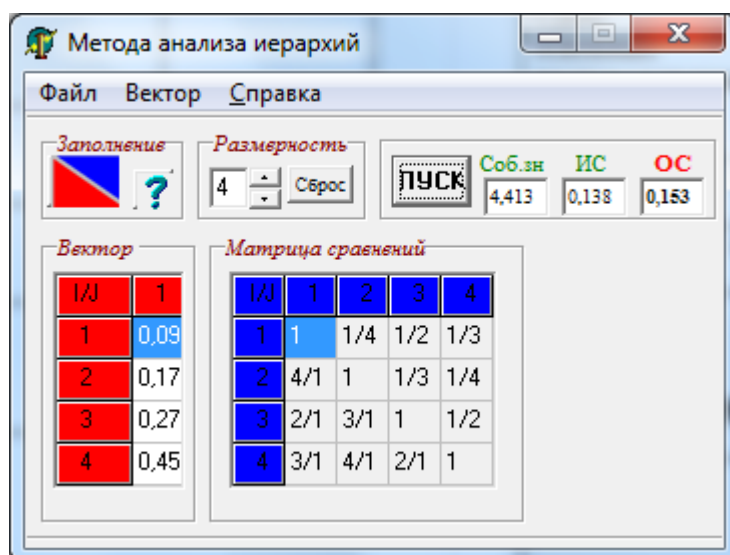 Метода анализа иерархий
Файл Вектор Справка
Заполнение Размерность
Соб.зн ИС ОС
? 4 Сброс ПУСК 4,413 0,138 0,153
Вектор Матрица сравнений
I/J 1 I/J 1 2 3 4
1 0,09 1 1 1/4 1/2 1/3
2 0,17 2 4/1 1 1/3 1/4
3 0,27 3 2/1 3/1 1 1/2
4 0,45 4 3/1 4/1 2/1 1